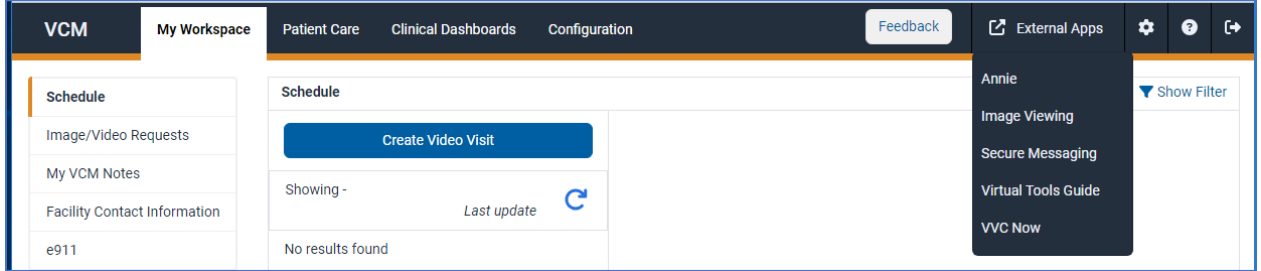 VCM
My Workspace
Patient Care
Clinical Dashboards
Configuration
Feedback
External Apps
Annie
Image Viewing
Secure Messaging
Virtual Tools Guide
VVC Now
Schedule
Image/Video Requests
My VCM Notes
Facility Contact Information
e911
Schedule
Show Filter
Create Video Visit
Showing -
Last update
No results found